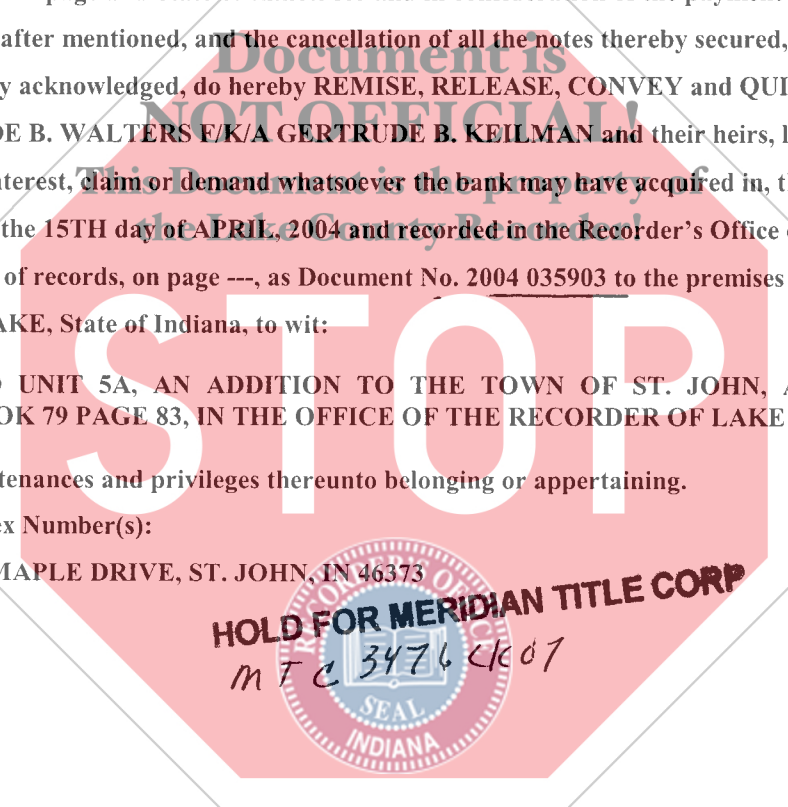 after mentioned, and the cancellation of all the notes thereby secured,
Document is
y acknowledged, do hereby REMISE, RELEASE, CONVEY and QUI
NOT OFFICIAL!
DE B. WALTERS F/K/A GERTRUDE B. KEILMAN and their heirs, l
This Document is the property of
nterest, claim or demand whatsoever the bank may have acquired in, t
the Lake County Recorder!
the 15TH day of APRIL, 2004 and recorded in the Recorder's Office
of records, on page ---, as Document No. 2004 035903 to the premises
AKE, State of Indiana, to wit:
STOP
UNIT 5A, AN ADDITION TO THE TOWN OF ST. JOHN, A
OK 79 PAGE 83, IN THE OFFICE OF THE RECORDER OF LAKE
tenances and privileges thereunto belonging or appertaining.
ex Number(s):
MAPLE DRIVE, ST. JOHN, IN 46373
HOLD FOR MERIDIAN TITLE CORP
MTC
SEAL
INDIANA